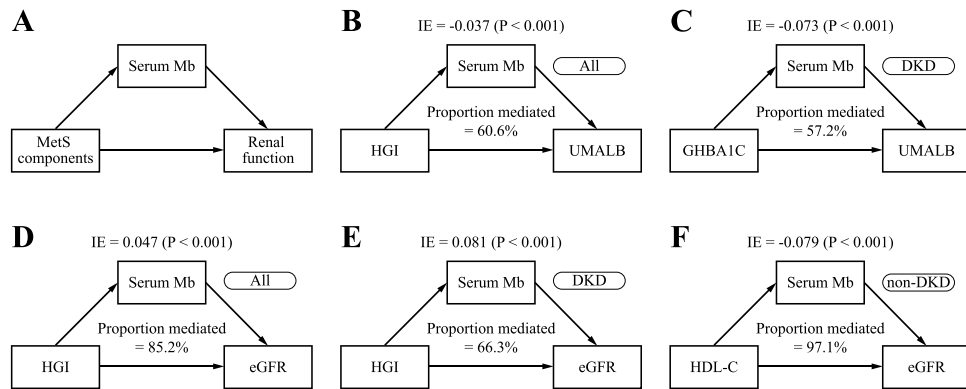 A
Serum Mb
MetS
components
Renal
function
B
IE = -0.037 (P < 0.001)
Serum Mb
All
Proportion mediated
= 60.6%
HGI
UMALB
C
IE = -0.073 (P < 0.001)
Serum Mb
DKD
Proportion mediated
= 57.2%
GHBA1C
UMALB
D
IE = 0.047 (P < 0.001)
Serum Mb
All
Proportion mediated
= 85.2%
HGI
eGFR
E
IE = 0.081 (P < 0.001)
Serum Mb
DKD
Proportion mediated
= 66.3%
HGI
eGFR
F
IE = -0.079 (P < 0.001)
Serum Mb
non-DKD
Proportion mediated
= 97.1%
HDL-C
eGFR